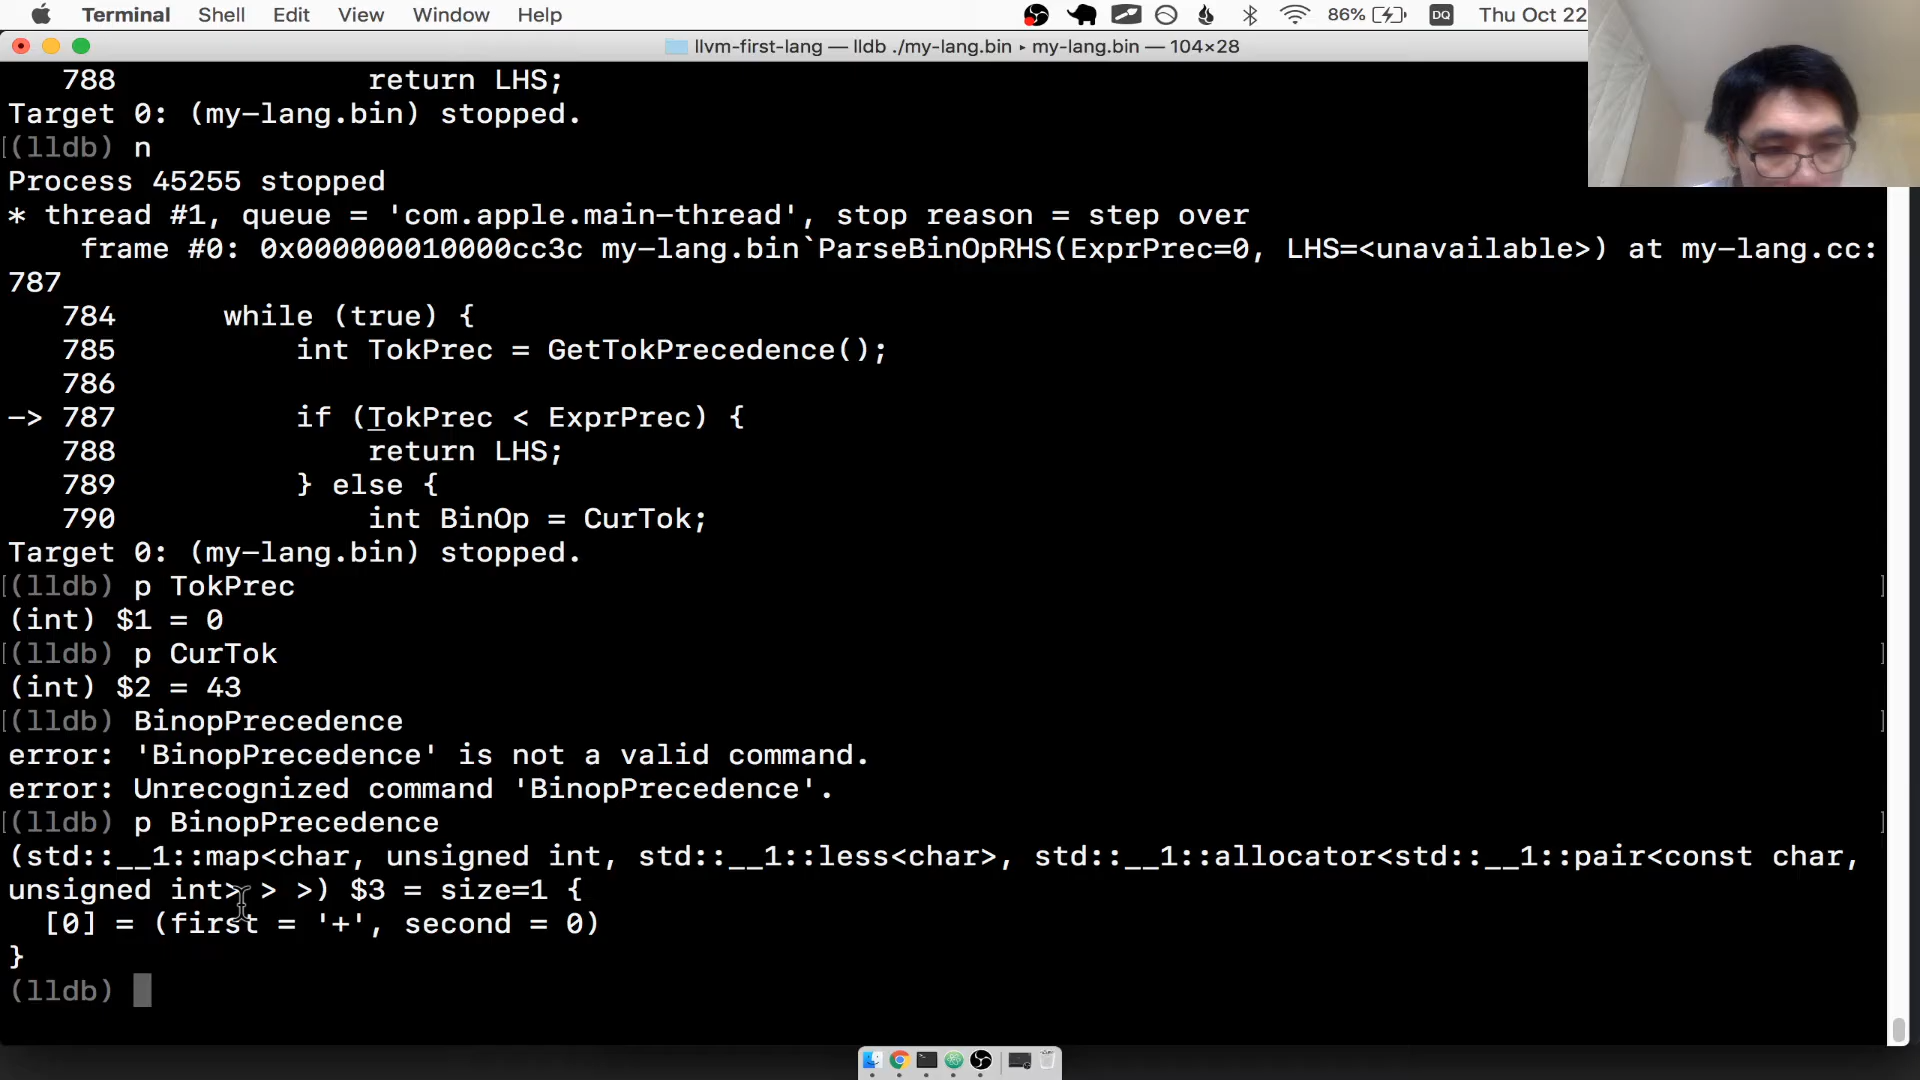 Terminal Shell Edit View Window Help 86% DQ Thu Oct 22
llvm-first-lang — lldb ./my-lang.bin ▸ my-lang.bin — 104×28
788 return LHS;
Target 0: (my-lang.bin) stopped.
(lldb) n
Process 45255 stopped
* thread #1, queue = 'com.apple.main-thread', stop reason = step over
frame #0: 0x000000010000cc3c my-lang.bin`ParseBinOpRHS(ExprPrec=0, LHS=<unavailable>) at my-lang.cc:
787
784 while (true) {
785 int TokPrec = GetTokPrecedence();
786
-> 787 if (TokPrec < ExprPrec) {
788 return LHS;
789 } else {
790 int BinOp = CurTok;
Target 0: (my-lang.bin) stopped.
(lldb) p TokPrec
(int) $1 = 0
(lldb) p CurTok
(int) $2 = 43
(lldb) BinopPrecedence
error: 'BinopPrecedence' is not a valid command.
error: Unrecognized command 'BinopPrecedence'.
(lldb) p BinopPrecedence
(std::__1::map<char, unsigned int, std::__1::less<char>, std::__1::allocator<std::__1::pair<const char,
unsigned int> > >) $3 = size=1 {
[0] = (first = '+', second = 0)
}
(lldb)